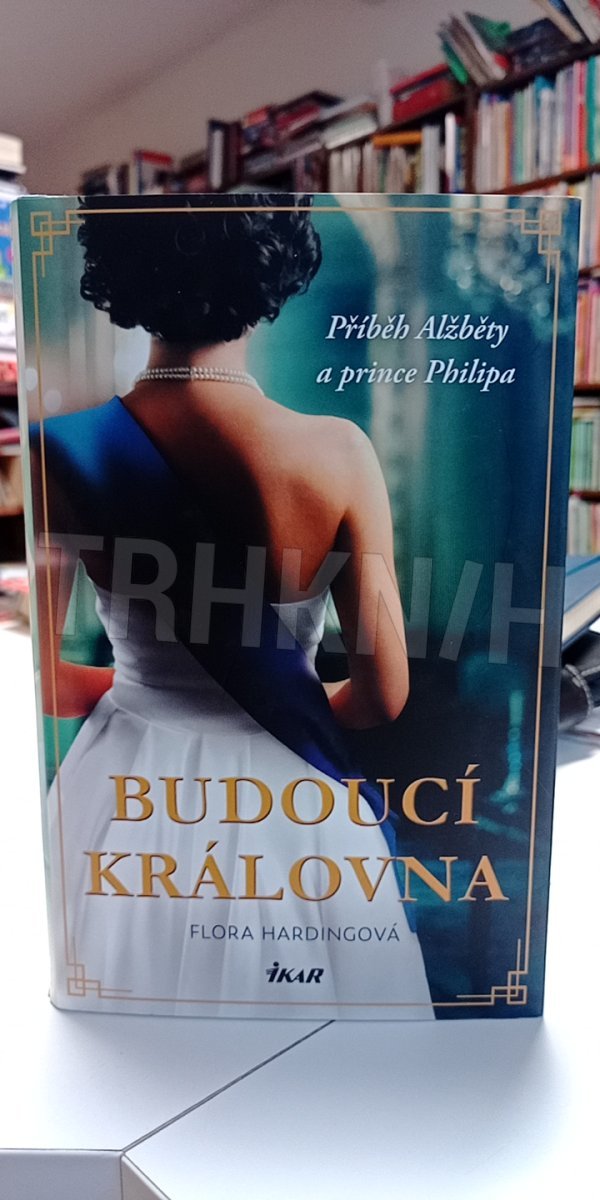 Příběh Alžběty
a prince Philipa
TRHKNIH
BUDOUCÍ
KRÁLOVNA
FLORA HARDINGOVÁ
IKAR